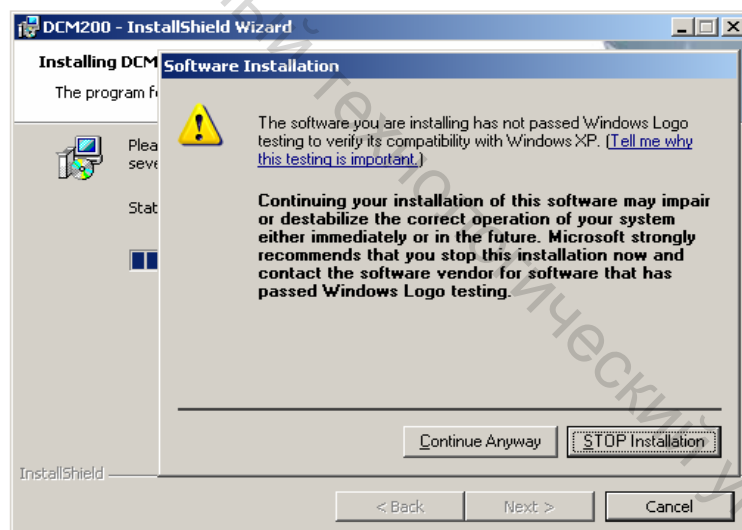 DCM200 - InstallShield Wizard
Installing DCM
Software Installation
The program f
The software you are installing has not passed Windows Logo
testing to verify its compatibility with Windows XP. (Tell me why
this testing is important.)
Plea
seve
Stat
Continuing your installation of this software may impair
or destabilize the correct operation of your system
either immediately or in the future. Microsoft strongly
recommends that you stop this installation now and
contact the software vendor for software that has
passed Windows Logo testing.
Continue Anyway
STOP Installation
InstallShield
< Back
Next >
Cancel
ный технологический у